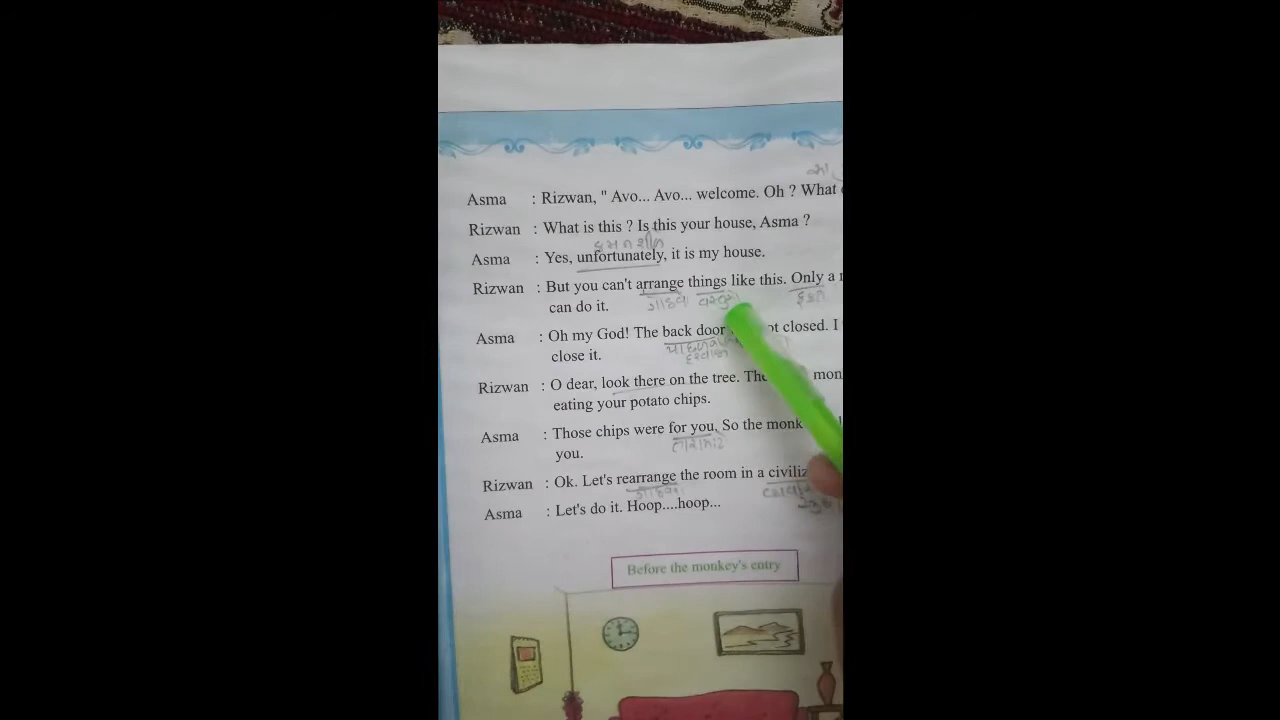 Asma : Rizwan, " Avo... Avo... welcome. Oh ? What
Rizwan : What is this ? Is this your house, Asma ?
Asma : Yes, unfortunately, it is my house.
Rizwan : But you can't arrange things like this. Only a
ગોઠવવી વસ્તુઓ ફક્ત
can do it.
Asma : Oh my God! The back door closed. I
દરવાજા
close it.
Rizwan : O dear, look there on the tree. The
eating your potato chips.
Asma : Those chips were for you. So the
તારા માટે
you.
Rizwan : Ok. Let's rearrange the room in a
Asma : Let's do it. Hoop....hoop...
Before the monkey's entry